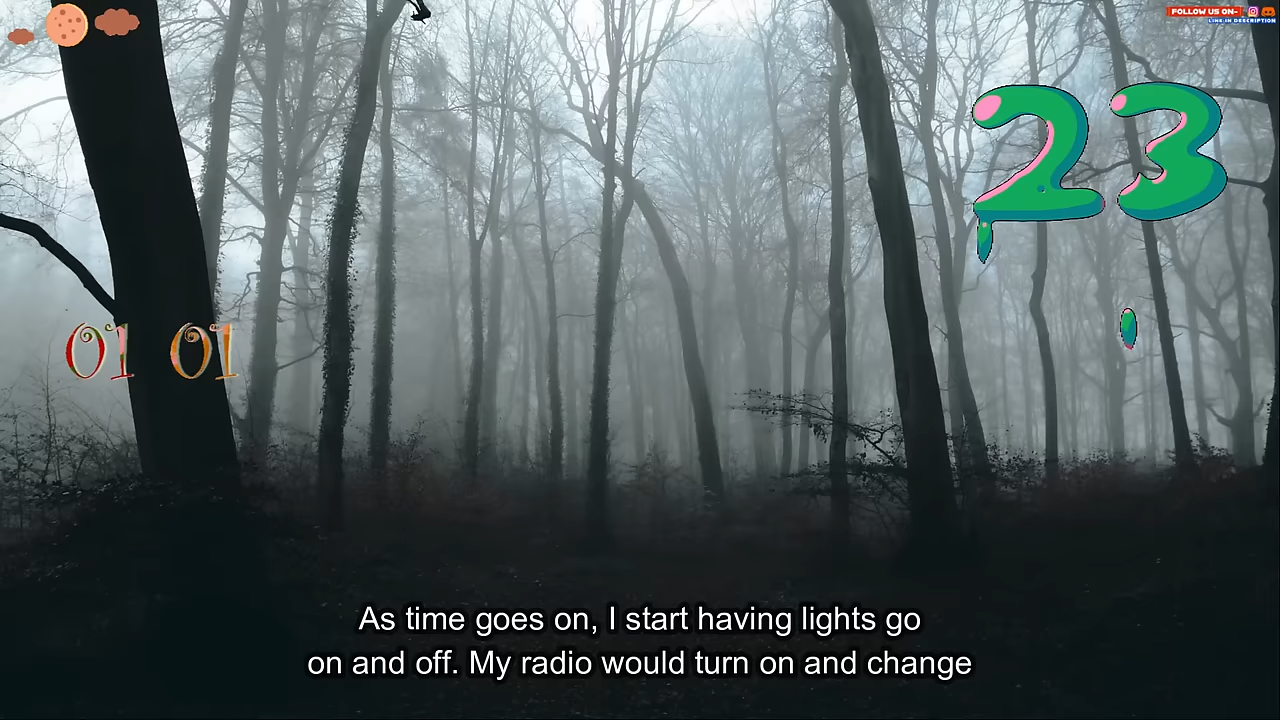 FOLLOW US ON-
LINK IN DESCRIPTION
23
01 01
As time goes on, I start having lights go
on and off. My radio would turn on and change